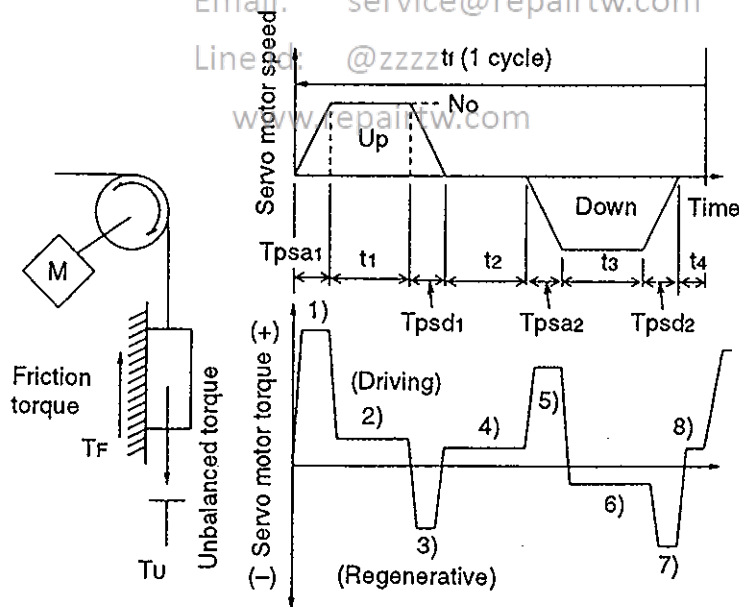 Email: service@repairtw.com
Line id: @zzzz
www.repairtw.com
Servo motor speed
tf (1 cycle)
No
Up
Down
Time
Tpsa1
t1
t2
t3
t4
Tpsd1
Tpsa2
Tpsd2
M
Friction
torque
TF
Unbalanced torque
TU
Servo motor torque
(+)
(–)
(Driving)
(Regenerative)
1)
2)
3)
4)
5)
6)
7)
8)